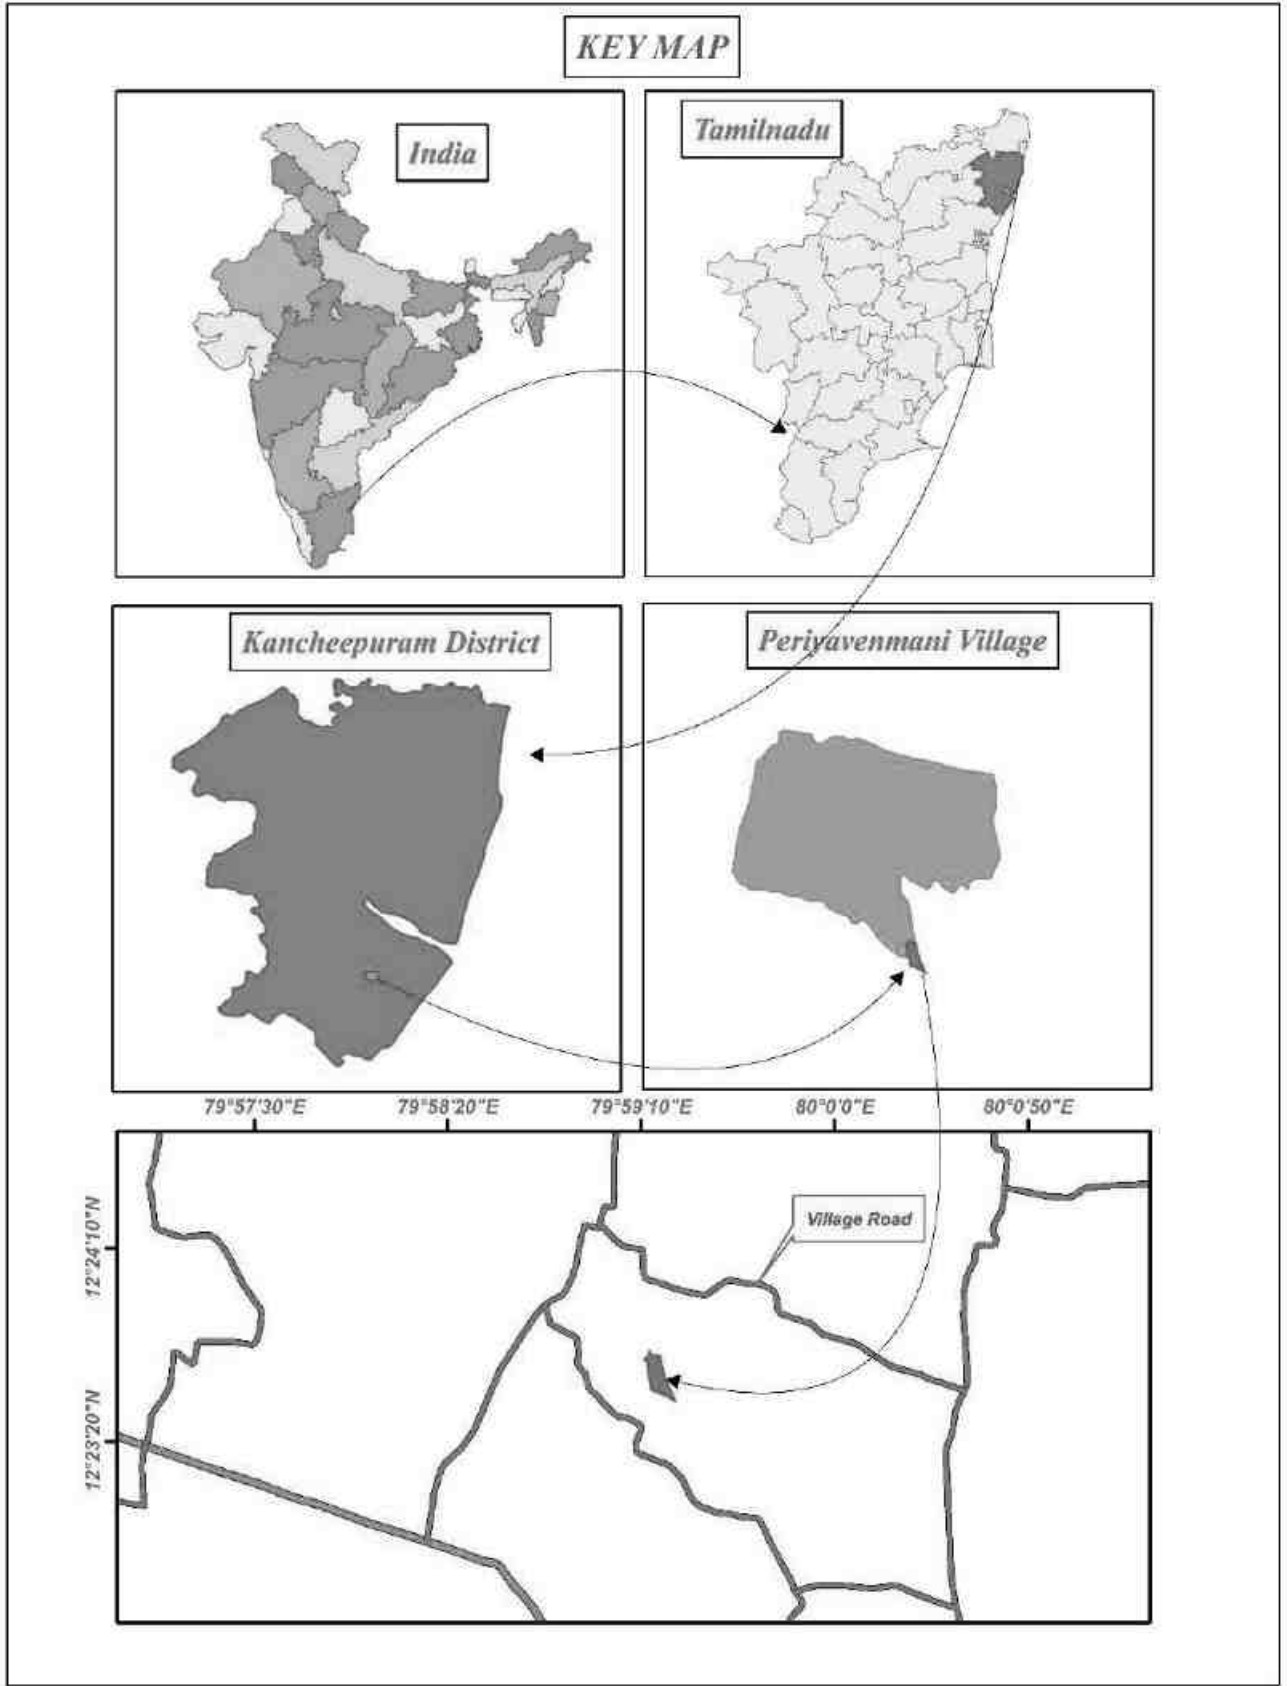 KEY MAP
India
Tamilnadu
Kancheepuram District
Periyavenmani Village
79°57'30"E
79°58'20"E
79°59'10"E
80°0'0"E
80°0'50"E
12°24'10"N
Village Road
12°23'20"N